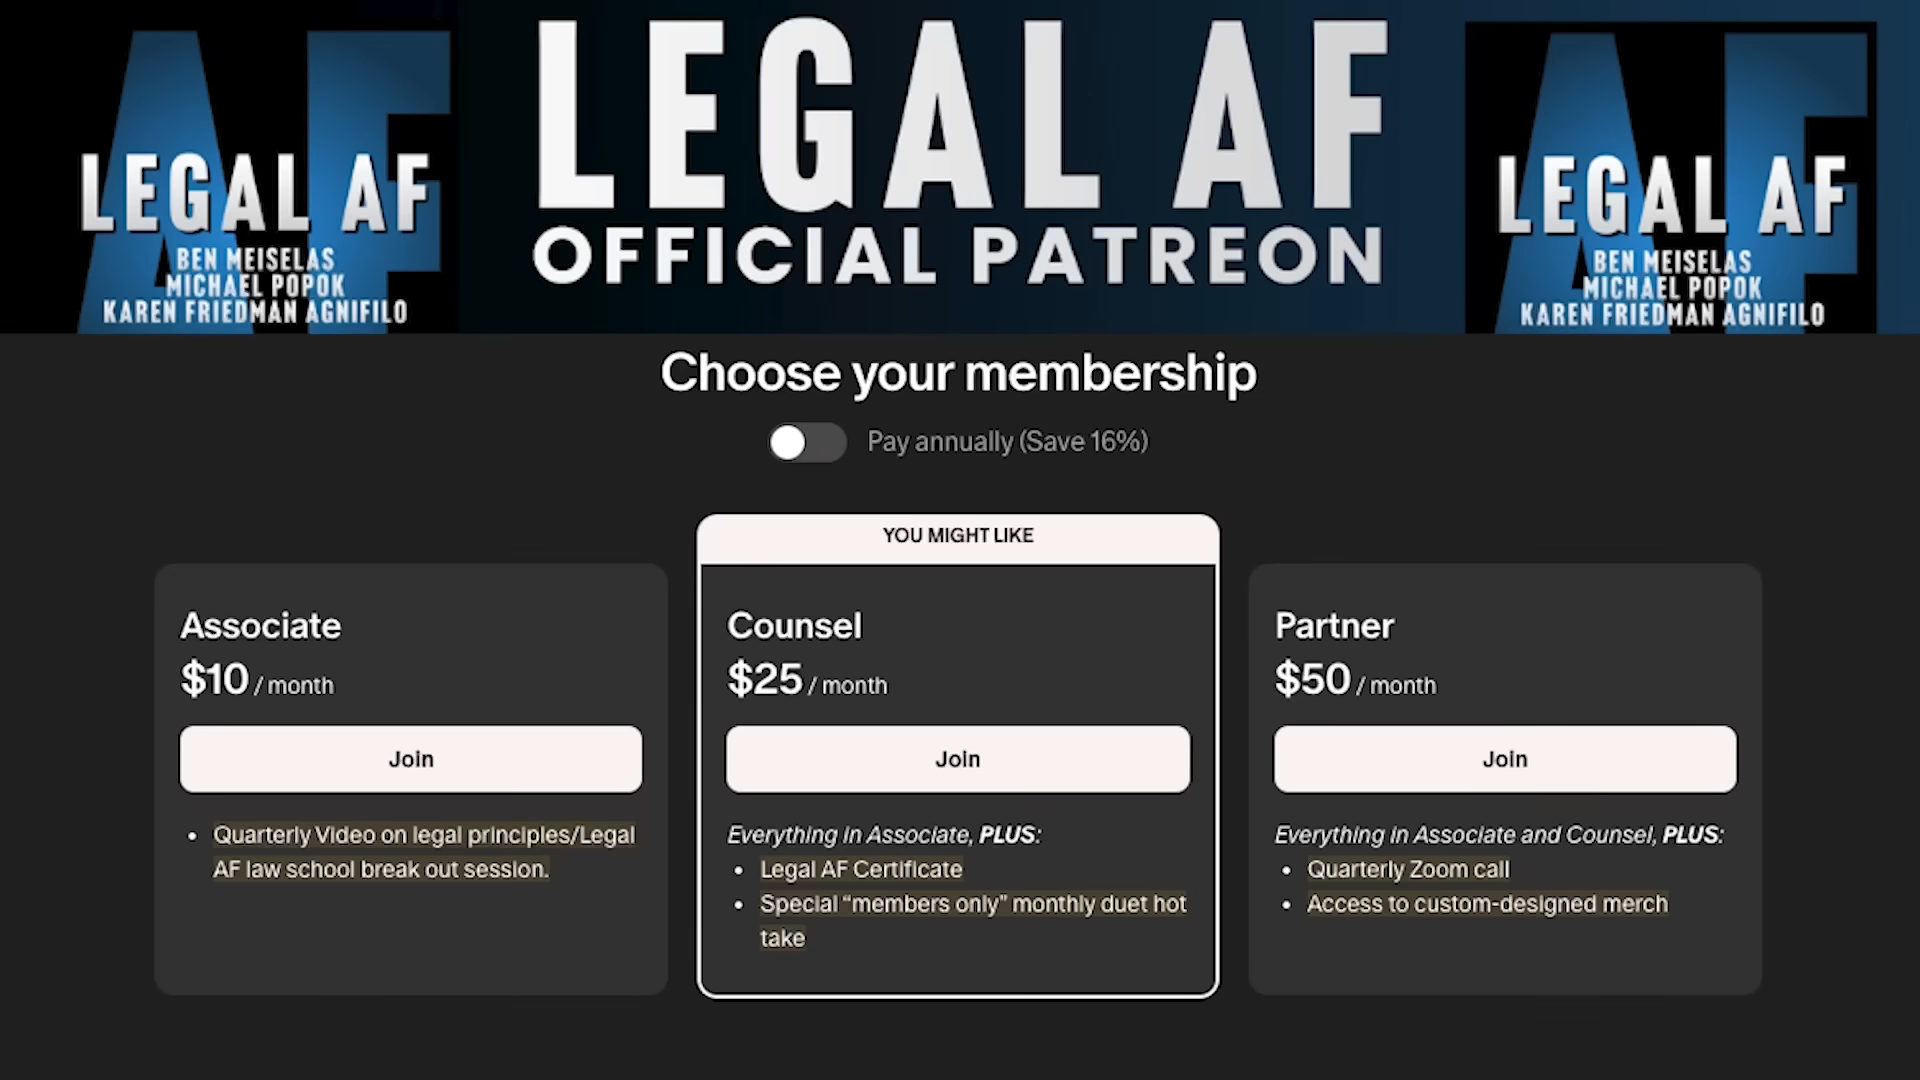 LEGAL AF
BEN MEISELAS
MICHAEL POPOK
KAREN FRIEDMAN AGNIFILO
LEGAL AF
OFFICIAL PATREON
LEGAL AF
BEN MEISELAS
MICHAEL POPOK
KAREN FRIEDMAN AGNIFILO
Choose your membership
Pay annually (Save 16%)
Associate
$10 / month
Join
• Quarterly Video on legal principles/Legal
AF law school break out session.
YOU MIGHT LIKE
Counsel
$25 / month
Join
Everything in Associate, PLUS:
• Legal AF Certificate
• Special “members only” monthly duet hot
take
Partner
$50 / month
Join
Everything in Associate and Counsel, PLUS:
• Quarterly Zoom call
• Access to custom-designed merch